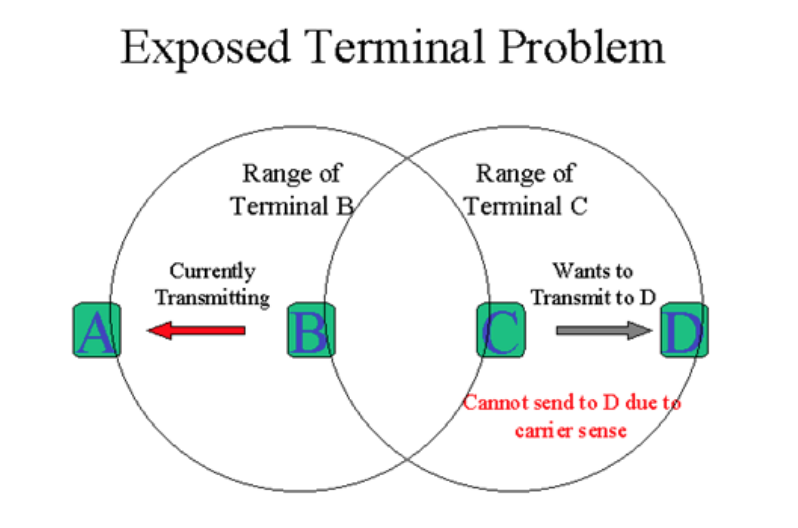 Exposed Terminal Problem
Range of
Terminal B
Range of
Terminal C
Currently
Transmitting
Wants to
Transmit to D
A
B
C
D
Cannot send to D due to
carrier sense